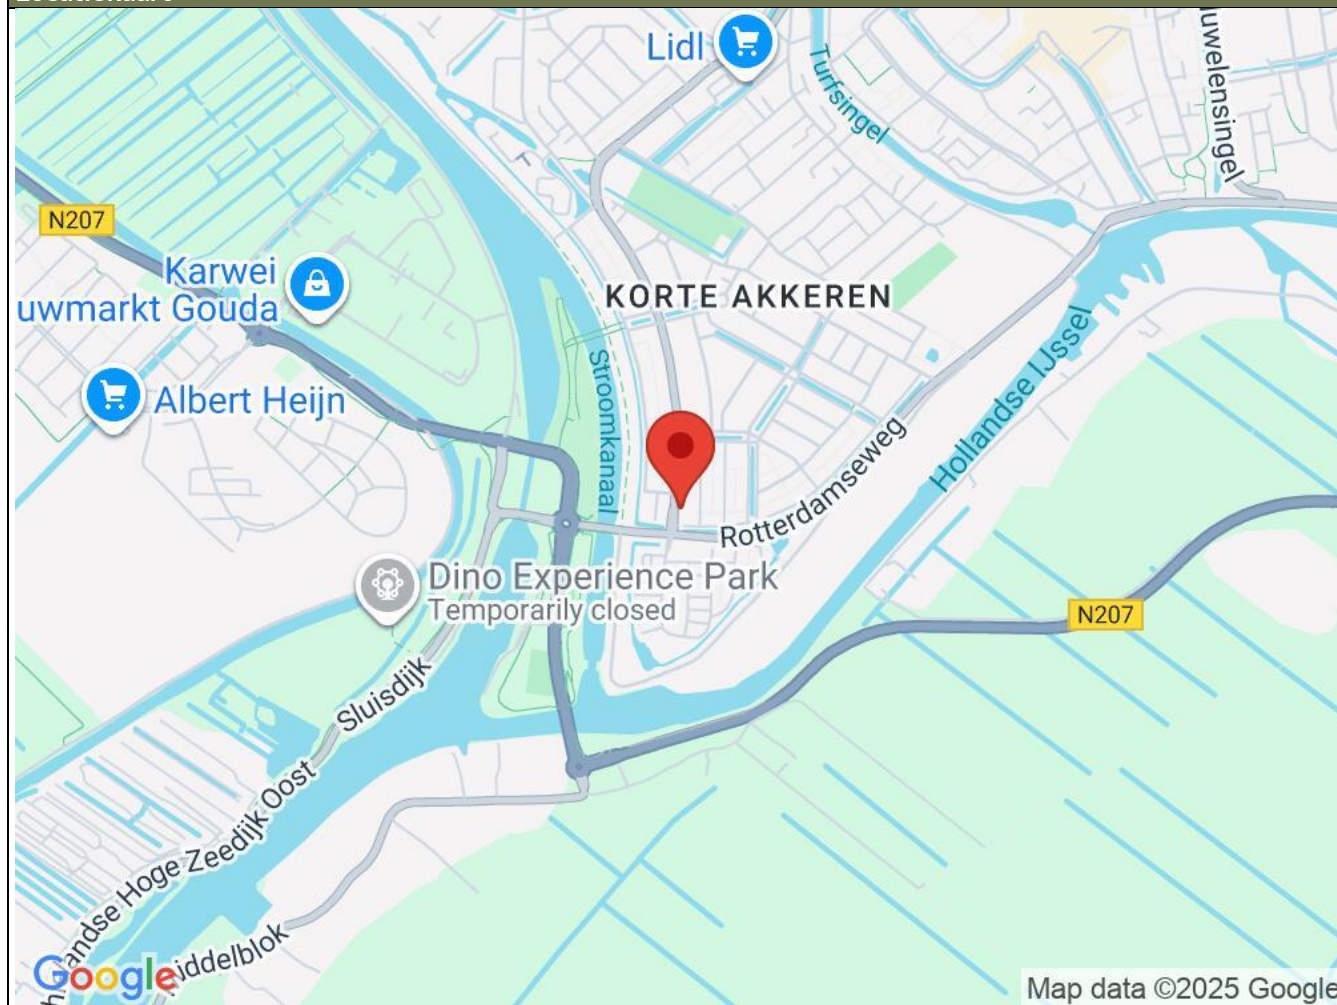 Lidl
Turfsingel
uwelensingel
N207
Karwei
uwmarkt Gouda
KORTE AKKEREN
Albert Heijn
Stroomkanaal
Hollandse IJssel
Rotterdamseweg
Dino Experience Park
Temporarily closed
N207
Sluisdijk
landse Hoge Zeedijk Oost
iddelblok
Google
Map data ©2025 Google